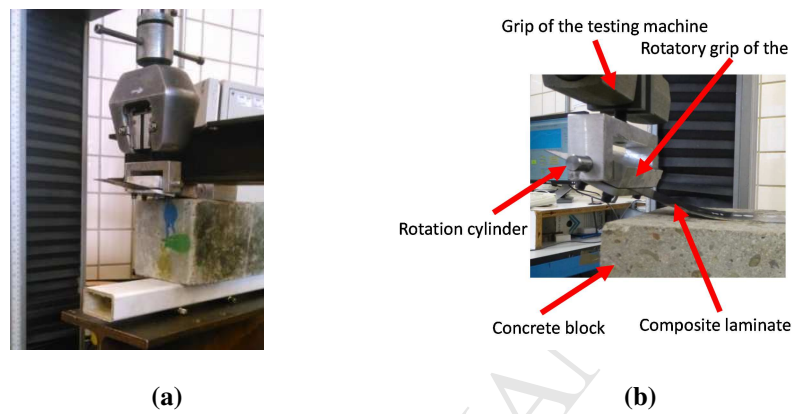 Grip of the testing machine
Rotatory grip of the
Rotation cylinder
Concrete block
Composite laminate
(a)
(b)